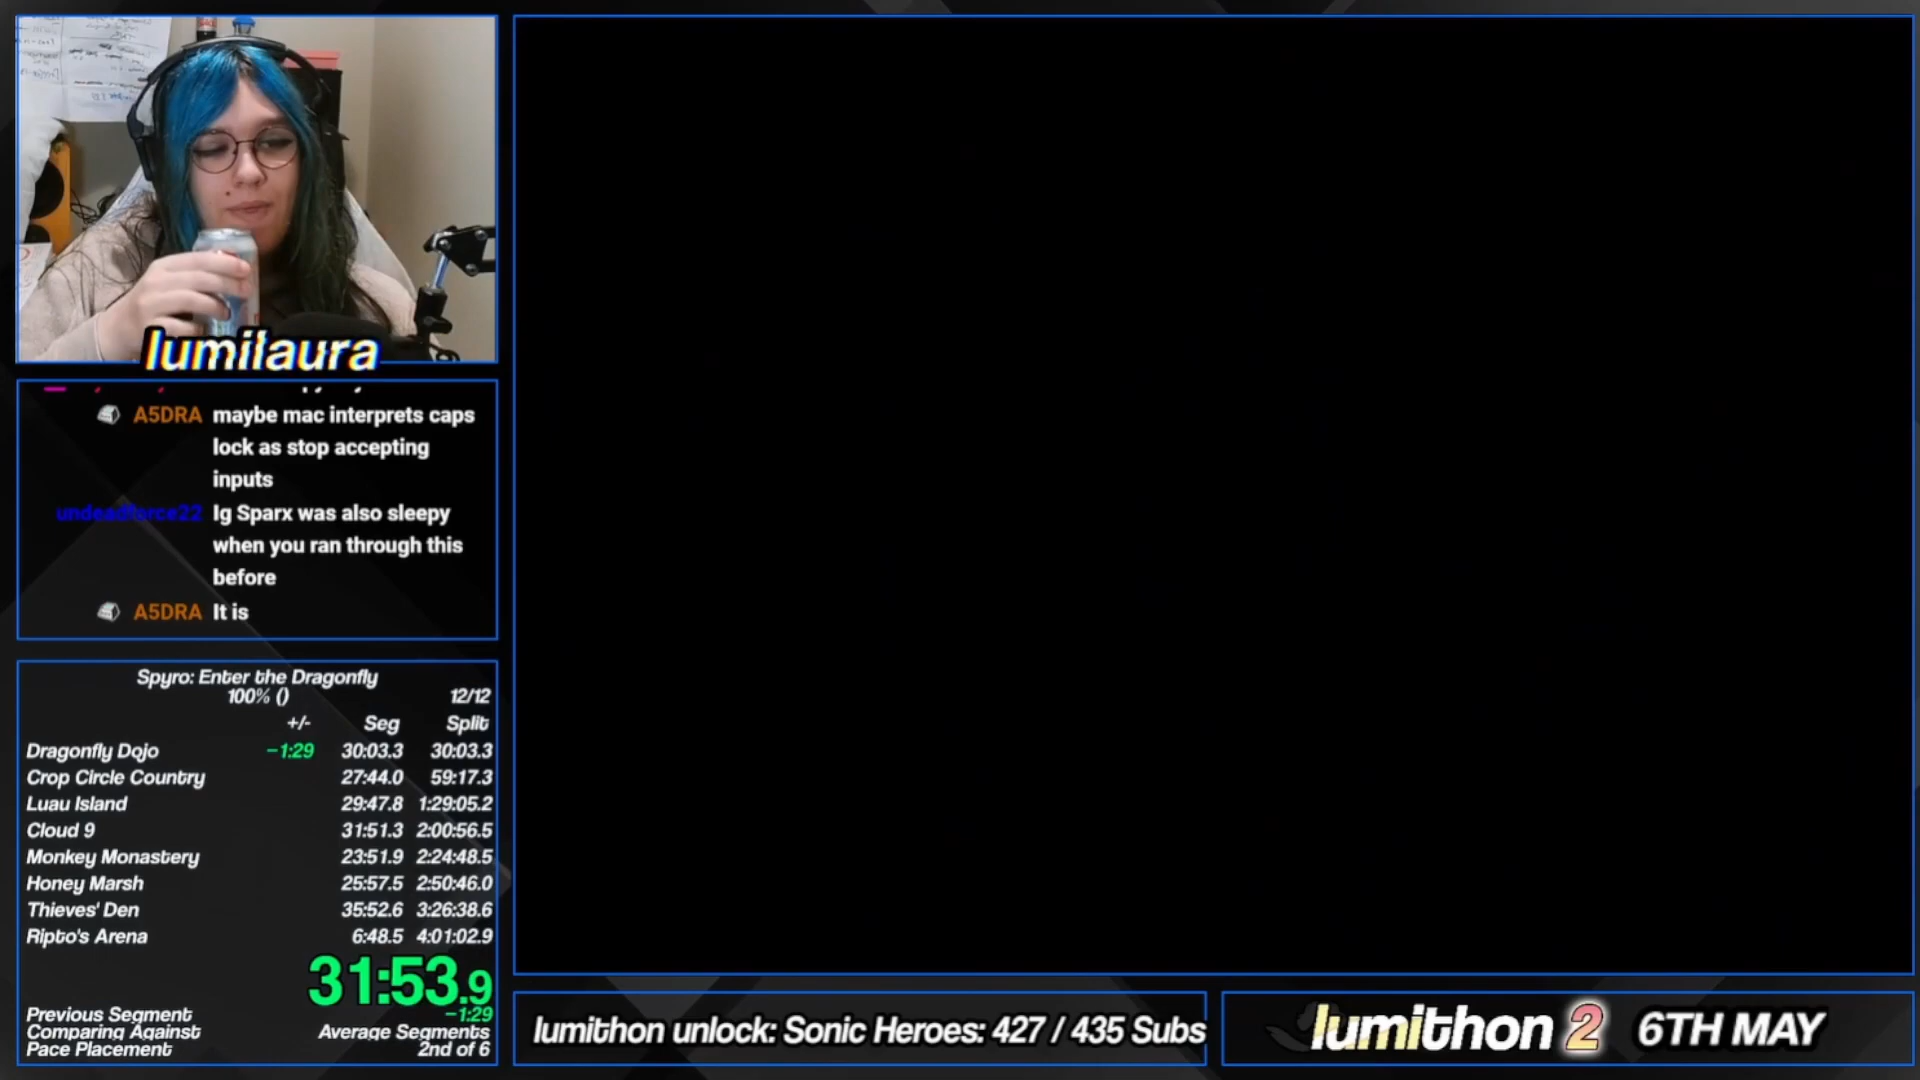 lumilaura
A5DRA maybe mac interprets caps
lock as stop accepting
inputs
undeadforce22 Ig Sparx was also sleepy
when you ran through this
before
A5DRA It is
Spyro: Enter the Dragonfly
100% () 12/12
+/- Seg Split
Dragonfly Dojo -1:29 30:03.3 30:03.3
Crop Circle Country 27:44.0 59:17.3
Luau Island 29:47.8 1:29:05.2
Cloud 9 31:51.3 2:00:56.5
Monkey Monastery 23:51.9 2:24:48.5
Honey Marsh 25:57.5 2:50:46.0
Thieves' Den 35:52.6 3:26:38.6
Ripto's Arena 6:48.5 4:01:02.9
31:53.9
Previous Segment -1:29
Comparing Against Average Segments
Pace Placement 2nd of 6
lumithon unlock: Sonic Heroes: 427 / 435 Subs
lumithon 2 6TH MAY